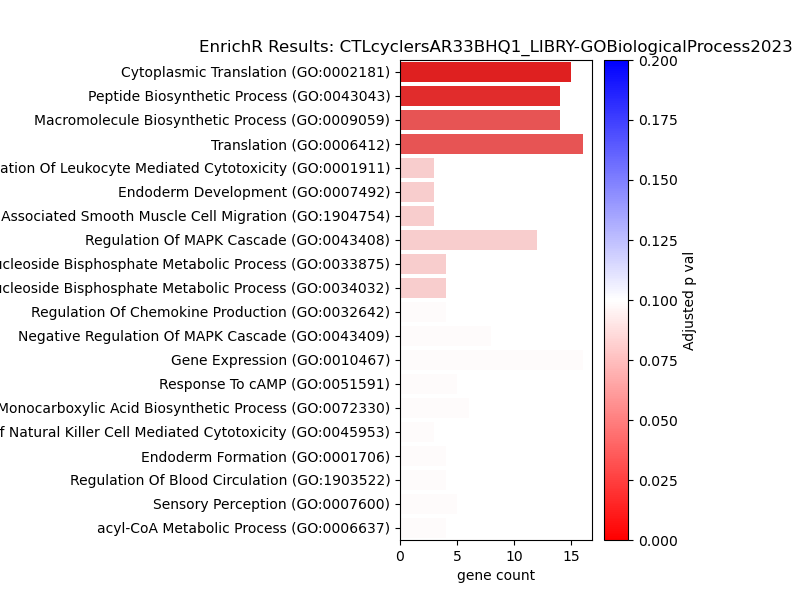 EnrichR Results: CTLcyclersAR33BHQ1_LIBRY-GOBiologicalProcess2023
Cytoplasmic Translation (GO:0002181)
Peptide Biosynthetic Process (GO:0043043)
Macromolecule Biosynthetic Process (GO:0009059)
Translation (GO:0006412)
ation Of Leukocyte Mediated Cytotoxicity (GO:0001911)
Endoderm Development (GO:0007492)
Associated Smooth Muscle Cell Migration (GO:1904754)
Regulation Of MAPK Cascade (GO:0043408)
ucleoside Bisphosphate Metabolic Process (GO:0033875)
ucleoside Bisphosphate Metabolic Process (GO:0034032)
Regulation Of Chemokine Production (GO:0032642)
Negative Regulation Of MAPK Cascade (GO:0043409)
Gene Expression (GO:0010467)
Response To cAMP (GO:0051591)
Monocarboxylic Acid Biosynthetic Process (GO:0072330)
f Natural Killer Cell Mediated Cytotoxicity (GO:0045953)
Endoderm Formation (GO:0001706)
Regulation Of Blood Circulation (GO:1903522)
Sensory Perception (GO:0007600)
acyl-CoA Metabolic Process (GO:0006637)
0 5 10 15
gene count
0.200
0.175
0.150
0.125
0.100
0.075
0.050
0.025
0.000
Adjusted p val